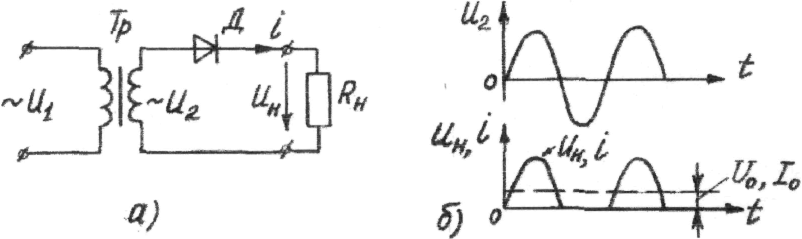 Тр Д i
~U1 ~U2 Uн Rн
а)
U2
0 t
Uн, i Uн, i
U0, I0
0 t
б)